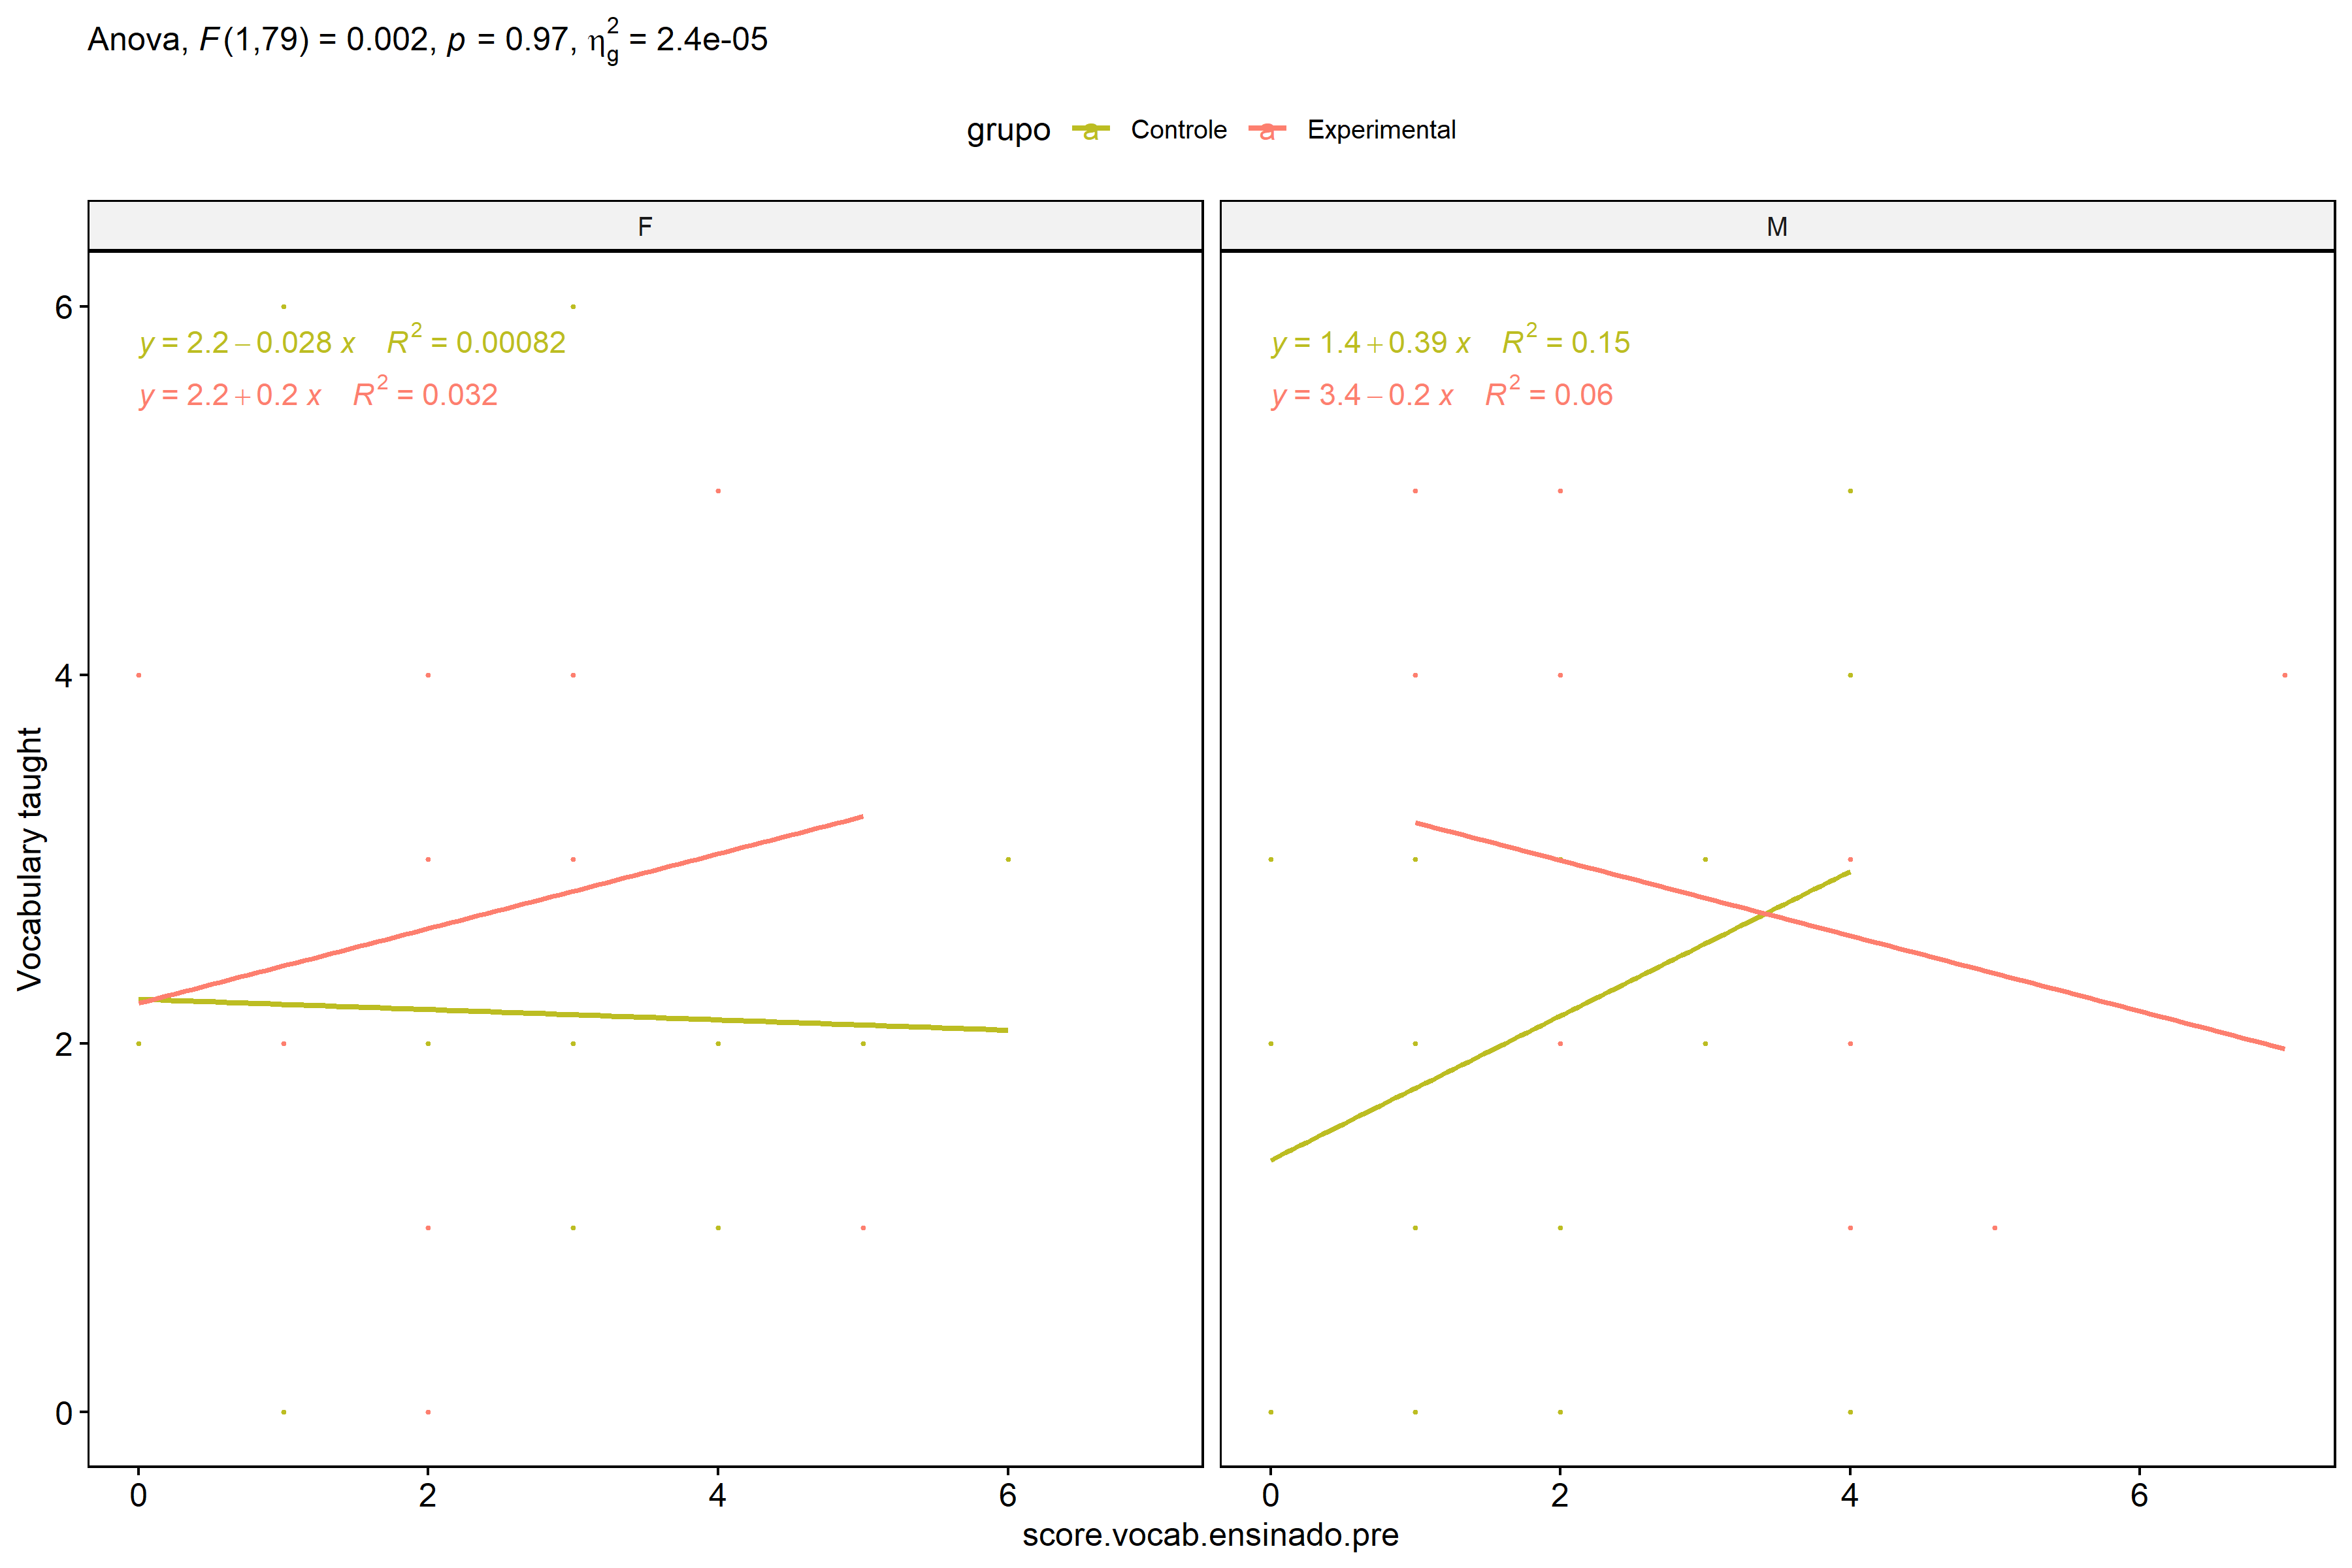 Anova, F(1,79) = 0.002, p = 0.97, η²g = 2.4e-05
grupo a Controle a Experimental
F
M
y = 2.2 − 0.028 x R² = 0.00082
y = 2.2 + 0.2 x R² = 0.032
y = 1.4 + 0.39 x R² = 0.15
y = 3.4 − 0.2 x R² = 0.06
Vocabulary taught
6
4
2
0
0 2 4 6
0 2 4 6
score.vocab.ensinado.pre